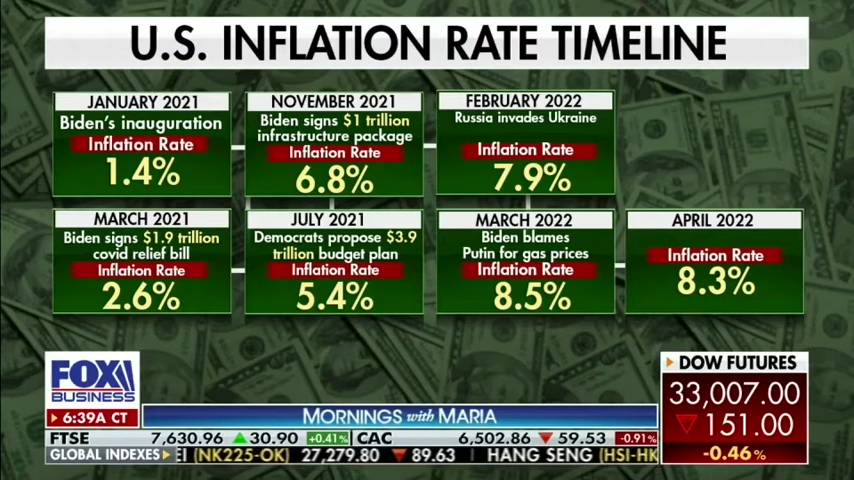 U.S. INFLATION RATE TIMELINE
JANUARY 2021
Biden's inauguration
Inflation Rate
1.4%
NOVEMBER 2021
Biden signs $1 trillion
infrastructure package
Inflation Rate
6.8%
FEBRUARY 2022
Russia invades Ukraine
Inflation Rate
7.9%
MARCH 2021
Biden signs $1.9 trillion
covid relief bill
Inflation Rate
2.6%
JULY 2021
Democrats propose $3.9
trillion budget plan
Inflation Rate
5.4%
MARCH 2022
Biden blames
Putin for gas prices
Inflation Rate
8.5%
APRIL 2022
Inflation Rate
8.3%
FOX
BUSINESS
6:39A CT
MORNINGS with MARIA
DOW FUTURES
33,007.00
151.00
-0.46%
FTSE 7,630.96 30.90 +0.41% CAC 6,502.86 59.53 -0.91%
GLOBAL INDEXES EI (NK225-OK) 27,279.80 89.63 HANG SENG (HSI-HK